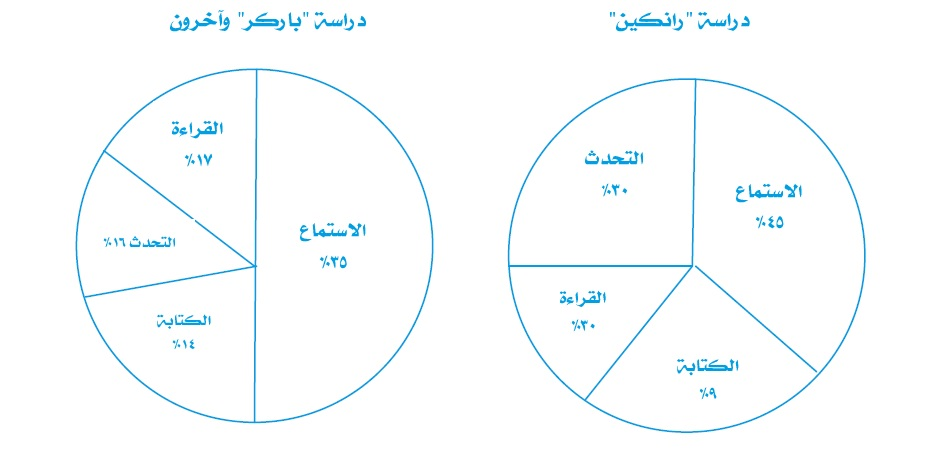 دراسة "رانكين"
التحدث
٣٠٪
الاستماع
٤٥٪
القراءة
٣٠٪
الكتابة
٩٪
دراسة "باركر" وآخرون
القراءة
١٧٪
التحدث ١٦٪
الاستماع
٣٥٪
الكتابة
١٤٪